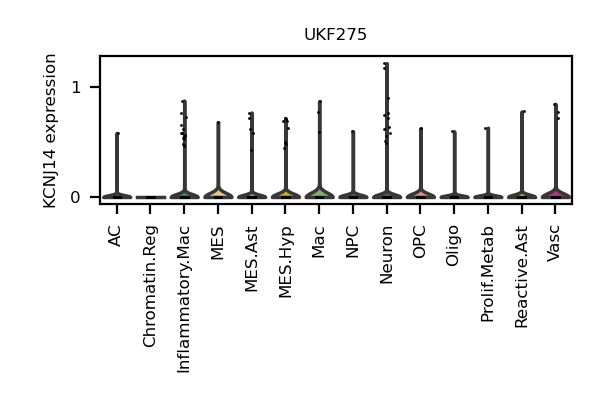 UKF275
KCNJ14 expression
1
0
AC
Chromatin.Reg
Inflammatory.Mac
MES
MES.Ast
MES.Hyp
Mac
NPC
Neuron
OPC
Oligo
Prolif.Metab
Reactive.Ast
Vasc